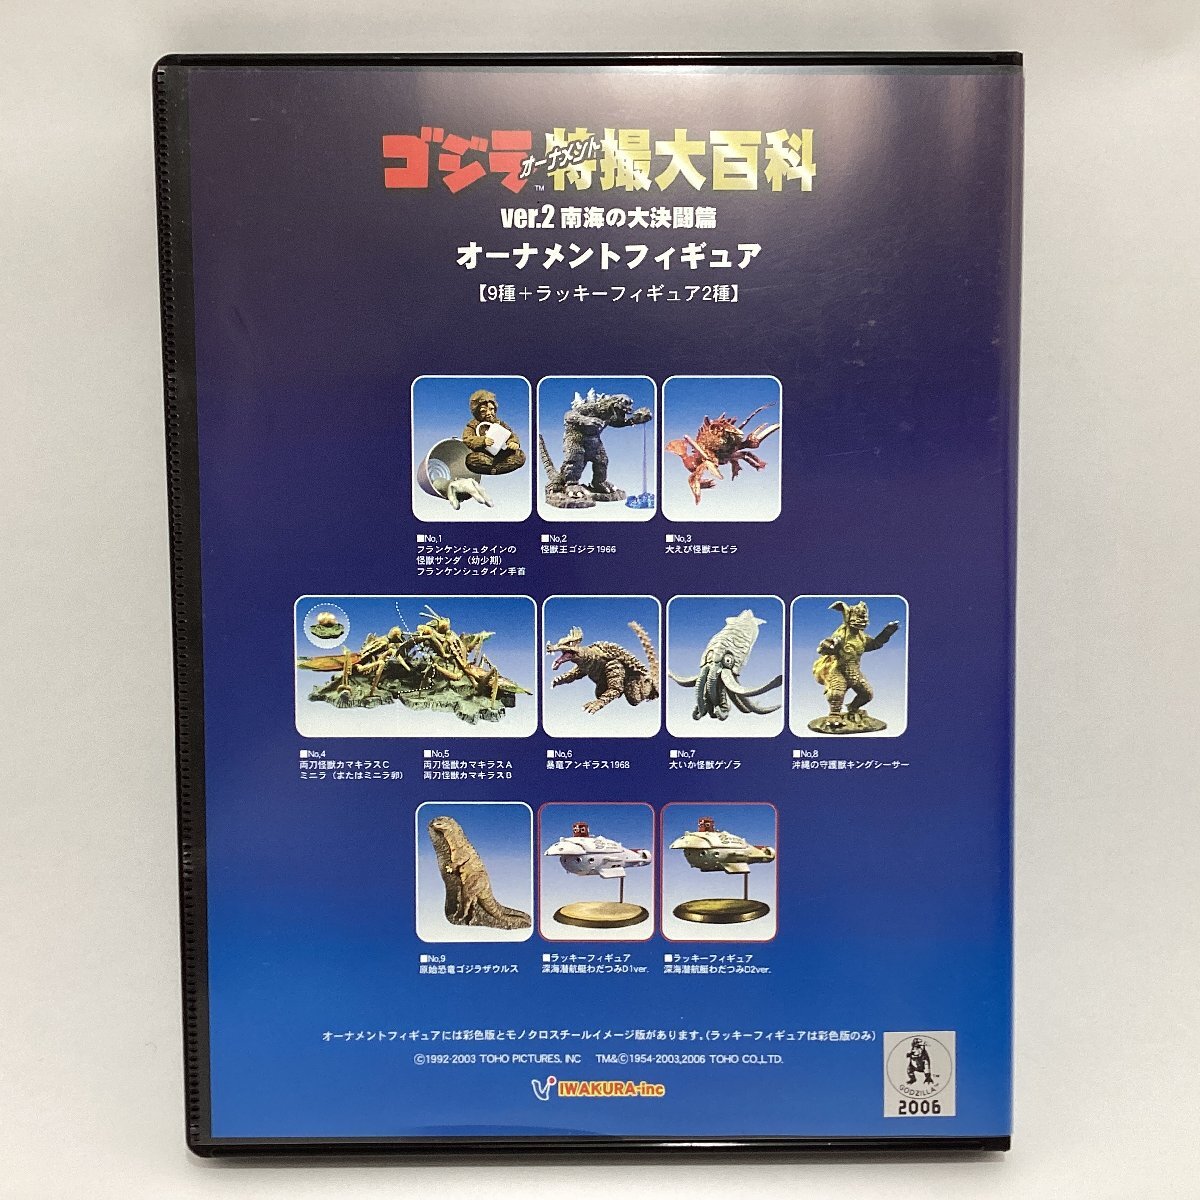 ゴジラ オーナメント 特撮大百科
TM
ver.2 南海の大決闘篇
オーナメントフィギュア
【9種＋ラッキーフィギュア2種】
■No,1
フランケンシュタインの
怪獣サンダ（幼少期）
フランケンシュタイン手首
■No,2
怪獣王ゴジラ1966
■No,3
大えび怪獣エビラ
■No,4
両刀怪獣カマキラスC
ミニラ（またはミニラ卵）
■No,5
両刀怪獣カマキラスA
両刀怪獣カマキラスB
■No,6
暴竜アンギラス1968
■No,7
大いか怪獣ゲゾラ
■No,8
沖縄の守護獣キングシーサー
■No,9
原始恐竜ゴジラザウルス
■ラッキーフィギュア
深海潜航艇わだつみD1ver.
■ラッキーフィギュア
深海潜航艇わだつみD2ver.
オーナメントフィギュアには彩色版とモノクロスチールイメージ版があります。（ラッキーフィギュアは彩色版のみ）
©1992-2003 TOHO PICTURES, INC TM&©1954-2003,2006 TOHO CO.,LTD.
IWAKURA-inc
GODZILLA TM
2006